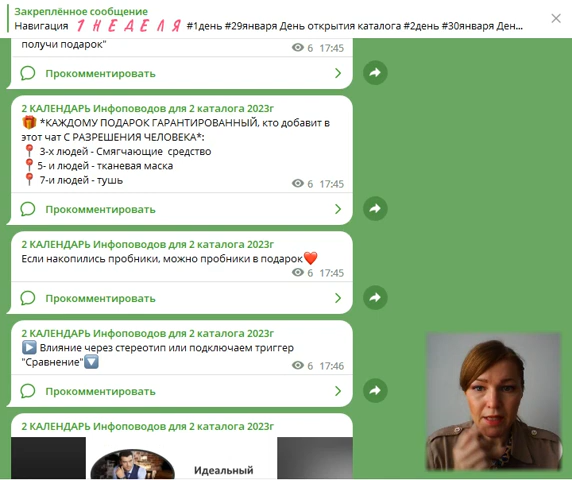 Закреплённое сообщение
Навигация 1 НЕДЕЛЯ #1день #29января День открытия каталога #2день #30января Ден...
получи подарок"
6 17:45
Прокомментировать
2 КАЛЕНДАРЬ Инфоповодов для 2 каталога 2023г
🎁 *КАЖДОМУ ПОДАРОК ГАРАНТИРОВАННЫЙ, кто добавит в
этот чат С РАЗРЕШЕНИЯ ЧЕЛОВЕКА*:
📍 3-х людей - Смягчающие средство
📍5- и людей - тканевая маска
📍 7-и людей - тушь
6 17:45
Прокомментировать
2 КАЛЕНДАРЬ Инфоповодов для 2 каталога 2023г
Если накопились пробники, можно пробники в подарок❤️
6 17:45
Прокомментировать
2 КАЛЕНДАРЬ Инфоповодов для 2 каталога 2023г
▶️ Влияние через стереотип или подключаем триггер
"Сравнение"🔽
6 17:46
Прокомментировать
2 КАЛЕНДАРЬ Инфоповодов для 2 каталога 2023г
Идеальный